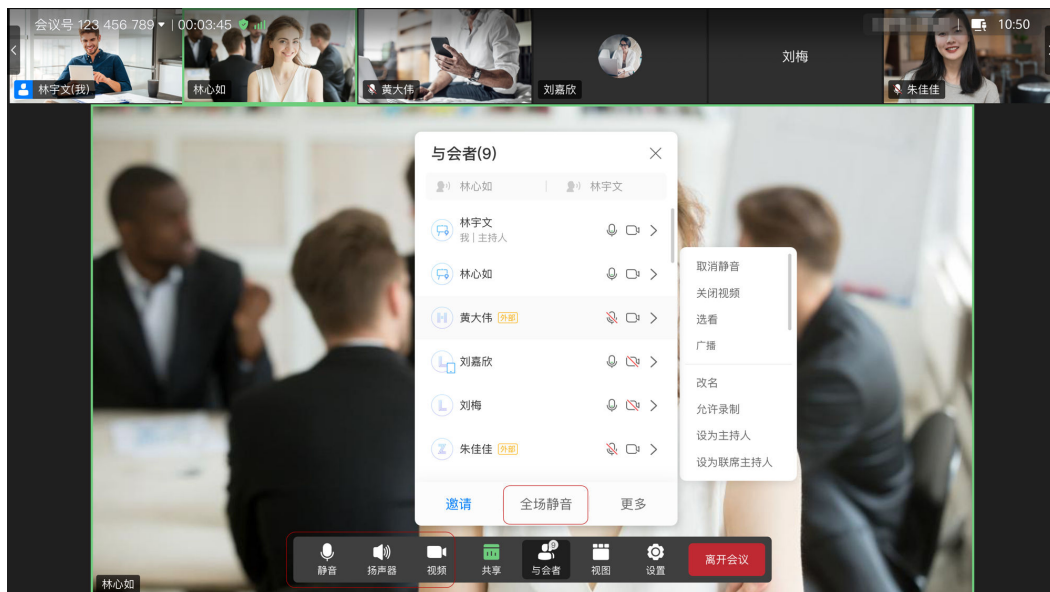 会议号 123 456 789 | 00:03:45
10:50
林宇文(我)
林心如
黄大伟
刘嘉欣
刘梅
朱佳佳
与会者(9)
林心如
林宇文
林宇文
我 | 主持人
林心如
H 黄大伟 外部
L 刘嘉欣
L 刘梅
Z 朱佳佳 外部
邀请 全场静音 更多
取消静音
关闭视频
选看
广播
改名
允许录制
设为主持人
设为联席主持人
9
静音 扬声器 视频 共享 与会者 视图 设置 离开会议
林心如